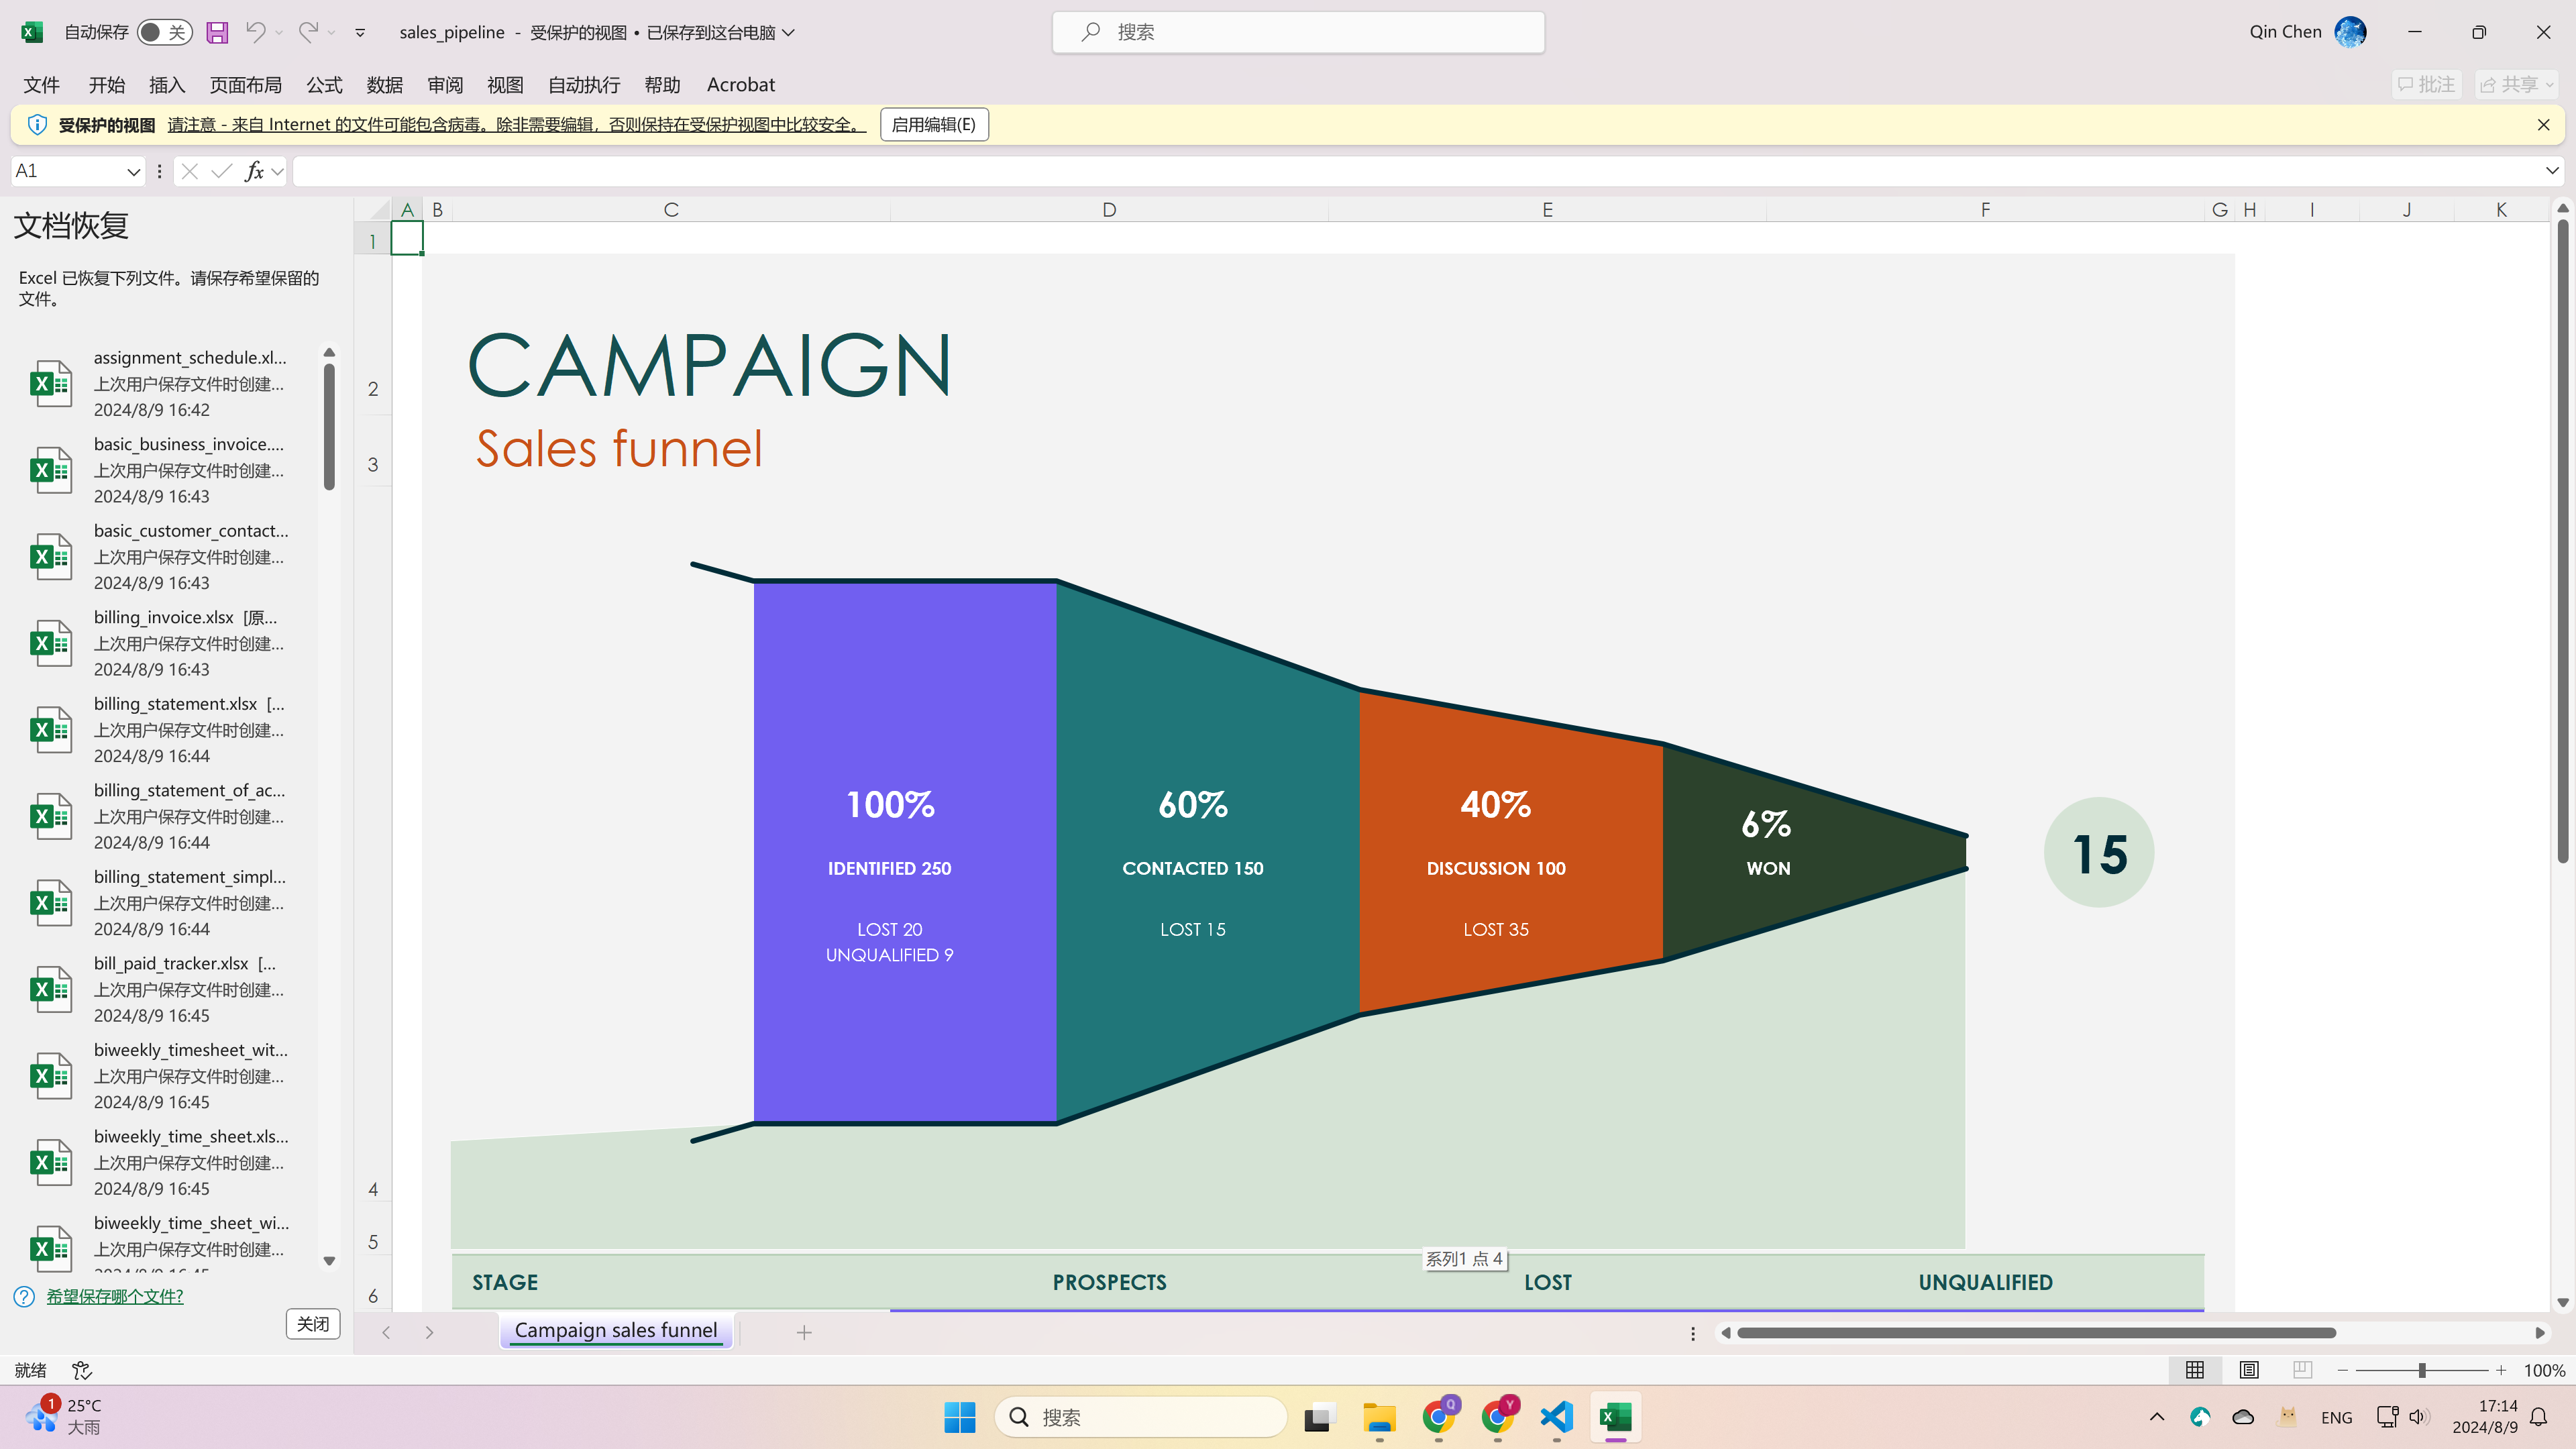 自动保存 关 sales_pipeline - 受保护的视图 • 已保存到这台电脑 搜索 Qin Chen
文件 开始 插入 页面布局 公式 数据 审阅 视图 自动执行 帮助 Acrobat 批注 共享
受保护的视图 请注意 - 来自 Internet 的文件可能包含病毒。除非需要编辑，否则保持在受保护视图中比较安全。 启用编辑(E)
A1 fx
文档恢复
Excel 已恢复下列文件。请保存希望保留的
文件。
assignment_schedule.xl...
上次用户保存文件时创建...
2024/8/9 16:42
basic_business_invoice....
上次用户保存文件时创建...
2024/8/9 16:43
basic_customer_contact...
上次用户保存文件时创建...
2024/8/9 16:43
billing_invoice.xlsx [原...
上次用户保存文件时创建...
2024/8/9 16:43
billing_statement.xlsx [...
上次用户保存文件时创建...
2024/8/9 16:44
billing_statement_of_ac...
上次用户保存文件时创建...
2024/8/9 16:44
billing_statement_simpl...
上次用户保存文件时创建...
2024/8/9 16:44
bill_paid_tracker.xlsx [...
上次用户保存文件时创建...
2024/8/9 16:45
biweekly_timesheet_wit...
上次用户保存文件时创建...
2024/8/9 16:45
biweekly_time_sheet.xls...
上次用户保存文件时创建...
2024/8/9 16:45
biweekly_time_sheet_wi...
上次用户保存文件时创建...
2024/8/9 16:45
希望保存哪个文件?
关闭
A B C D E F G H I J K
1
2
3
4
5
6
CAMPAIGN
Sales funnel
100% 60% 40% 6%
IDENTIFIED 250 CONTACTED 150 DISCUSSION 100 WON 15
LOST 20 LOST 15 LOST 35
UNQUALIFIED 9
系列1 点 4
STAGE PROSPECTS LOST UNQUALIFIED
Campaign sales funnel
就绪 100%
1 25°C
大雨
搜索
Q Y
ENG
17:14
2024/8/9